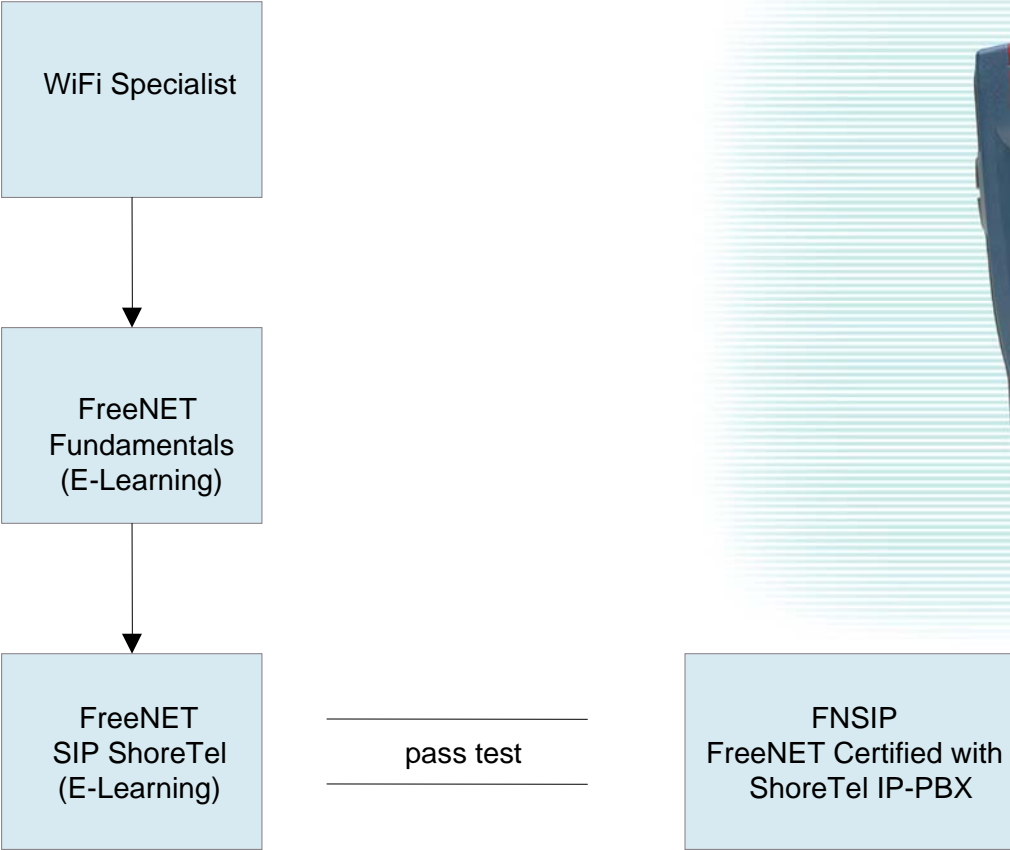 WiFi Specialist
FreeNET
Fundamentals
(E-Learning)
FreeNET
SIP ShoreTel
(E-Learning)
pass test
FNSIP
FreeNET Certified with
ShoreTel IP-PBX